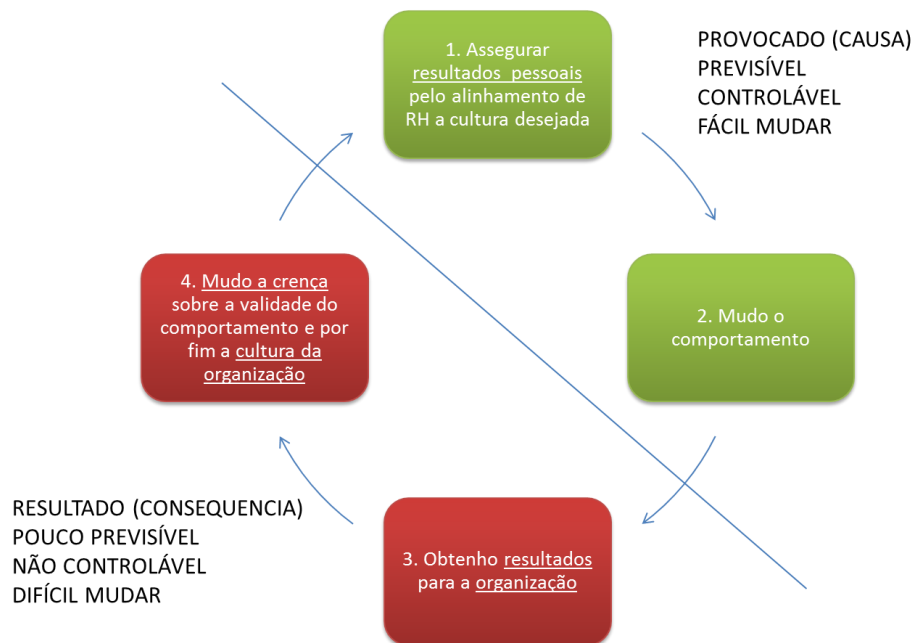 1. Assegurar
resultados pessoais
pelo alinhamento de
RH a cultura desejada
PROVOCADO (CAUSA)
PREVISÍVEL
CONTROLÁVEL
FÁCIL MUDAR
2. Mudo o
comportamento
3. Obtenho resultados
para a organização
4. Mudo a crença
sobre a validade do
comportamento e por
fim a cultura da
organização
RESULTADO (CONSEQUENCIA)
POUCO PREVISÍVEL
NÃO CONTROLÁVEL
DIFÍCIL MUDAR